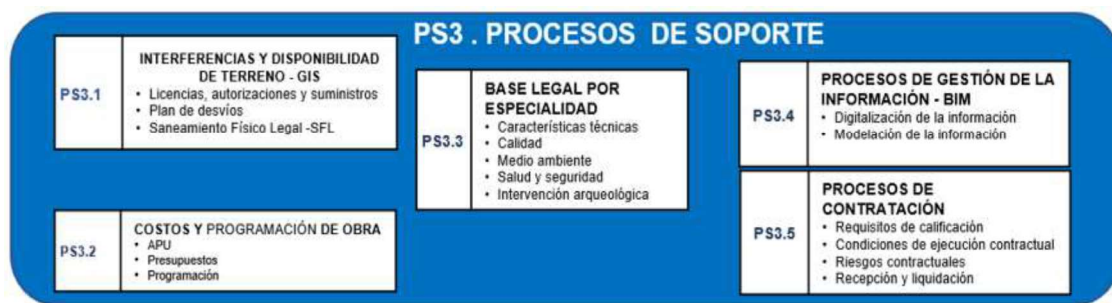 PS3 . PROCESOS DE SOPORTE
PS3.1
INTERFERENCIAS Y DISPONIBILIDAD
DE TERRENO - GIS
• Licencias, autorizaciones y suministros
• Plan de desvíos
• Saneamiento Físico Legal -SFL
PS3.2
COSTOS Y PROGRAMACIÓN DE OBRA
• APU
• Presupuestos
• Programación
PS3.3
BASE LEGAL POR
ESPECIALIDAD
• Características técnicas
• Calidad
• Medio ambiente
• Salud y seguridad
• Intervención arqueológica
PS3.4
PROCESOS DE GESTIÓN DE LA
INFORMACIÓN - BIM
• Digitalización de la información
• Modelación de la información
PS3.5
PROCESOS DE
CONTRATACIÓN
• Requisitos de calificación
• Condiciones de ejecución contractual
• Riesgos contractuales
• Recepción y liquidación